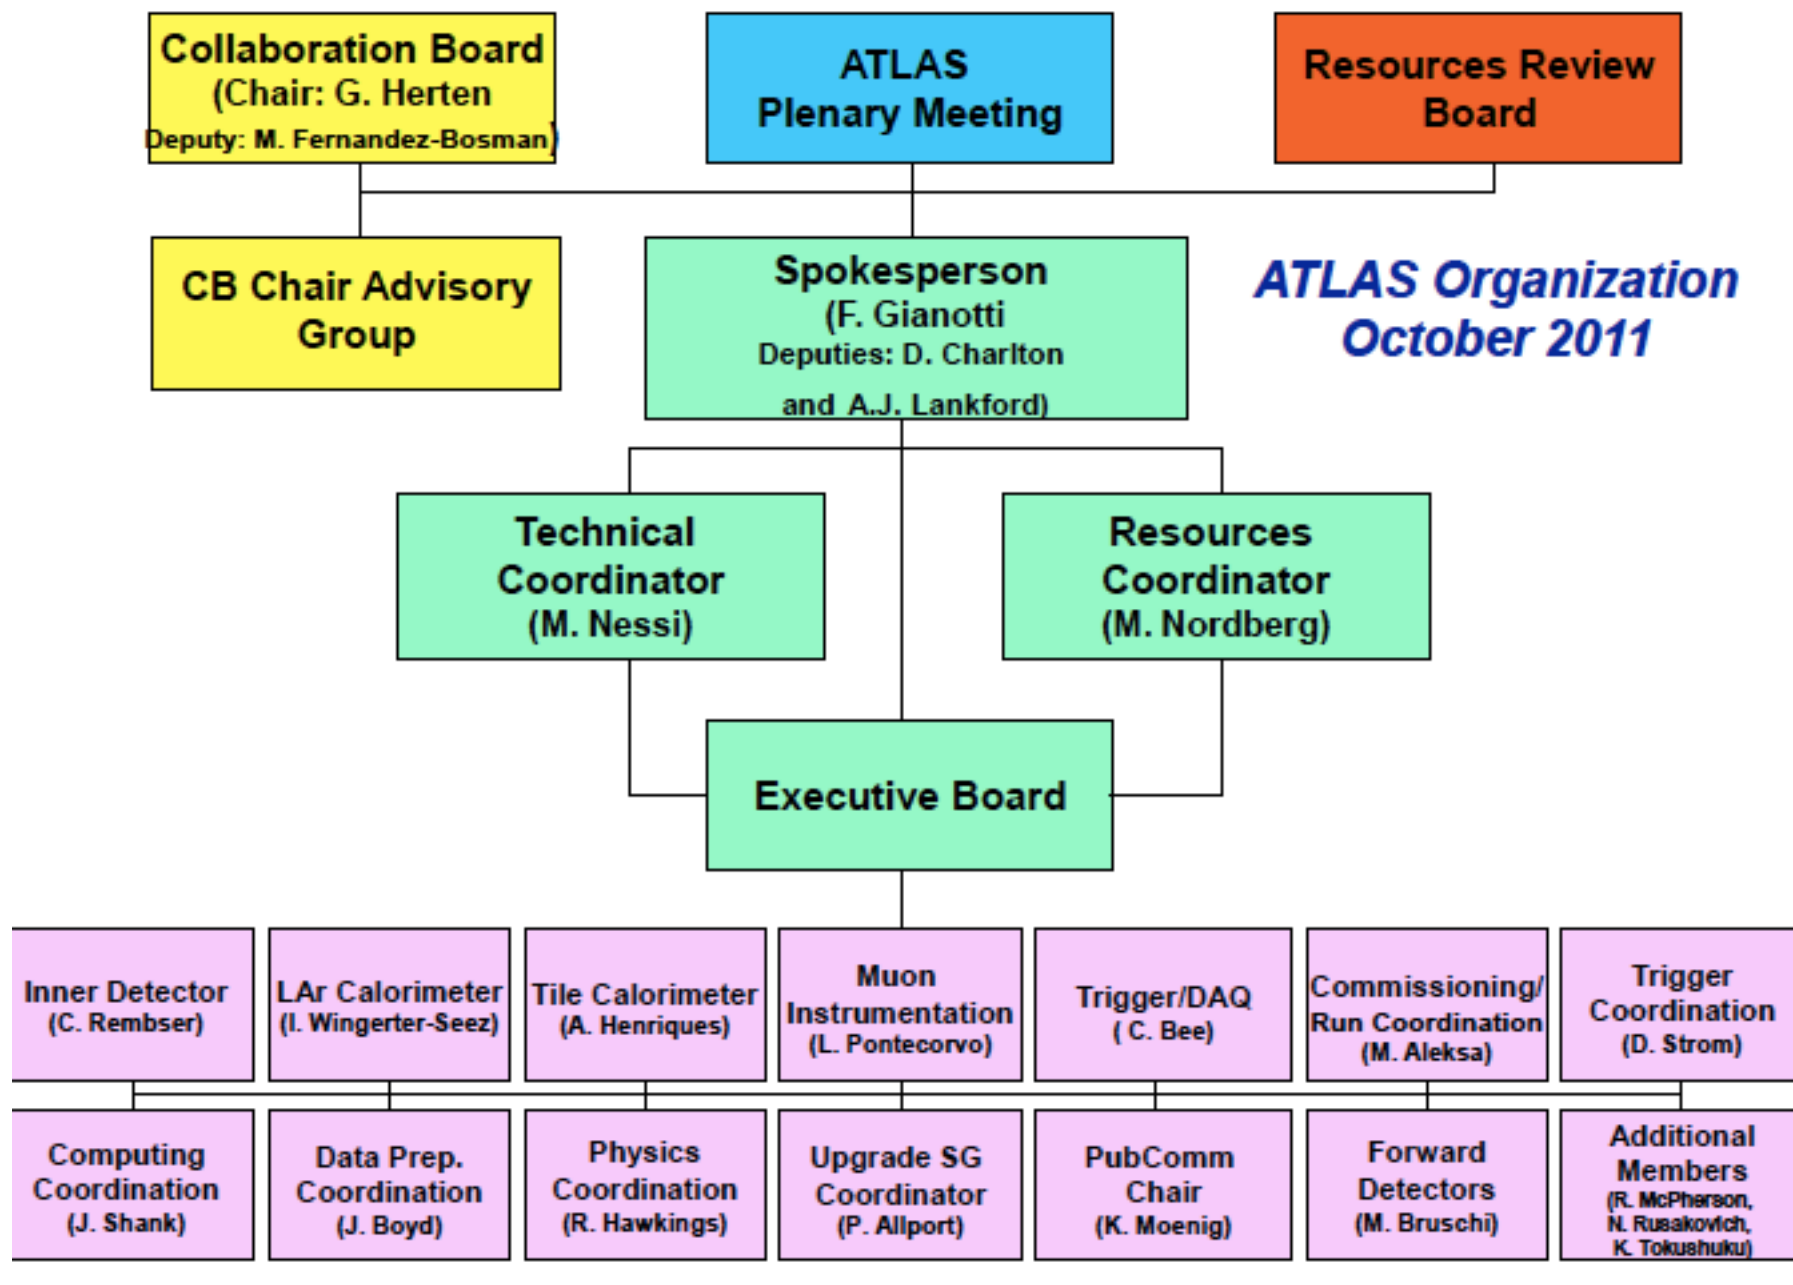 Collaboration Board
(Chair: G. Herten
Deputy: M. Fernandez-Bosman)
ATLAS
Plenary Meeting
Resources Review
Board
CB Chair Advisory
Group
Spokesperson
(F. Gianotti
Deputies: D. Charlton
and A.J. Lankford)
ATLAS Organization
October 2011
Technical
Coordinator
(M. Nessi)
Resources
Coordinator
(M. Nordberg)
Executive Board
Inner Detector
(C. Rembser)
LAr Calorimeter
(I. Wingerter-Seez)
Tile Calorimeter
(A. Henriques)
Muon
Instrumentation
(L. Pontecorvo)
Trigger/DAQ
( C. Bee)
Commissioning/
Run Coordination
(M. Aleksa)
Trigger
Coordination
(D. Strom)
Computing
Coordination
(J. Shank)
Data Prep.
Coordination
(J. Boyd)
Physics
Coordination
(R. Hawkings)
Upgrade SG
Coordinator
(P. Allport)
PubComm
Chair
(K. Moenig)
Forward
Detectors
(M. Bruschi)
Additional
Members
(R. McPherson,
N. Rusakovich,
K. Tokushuku)